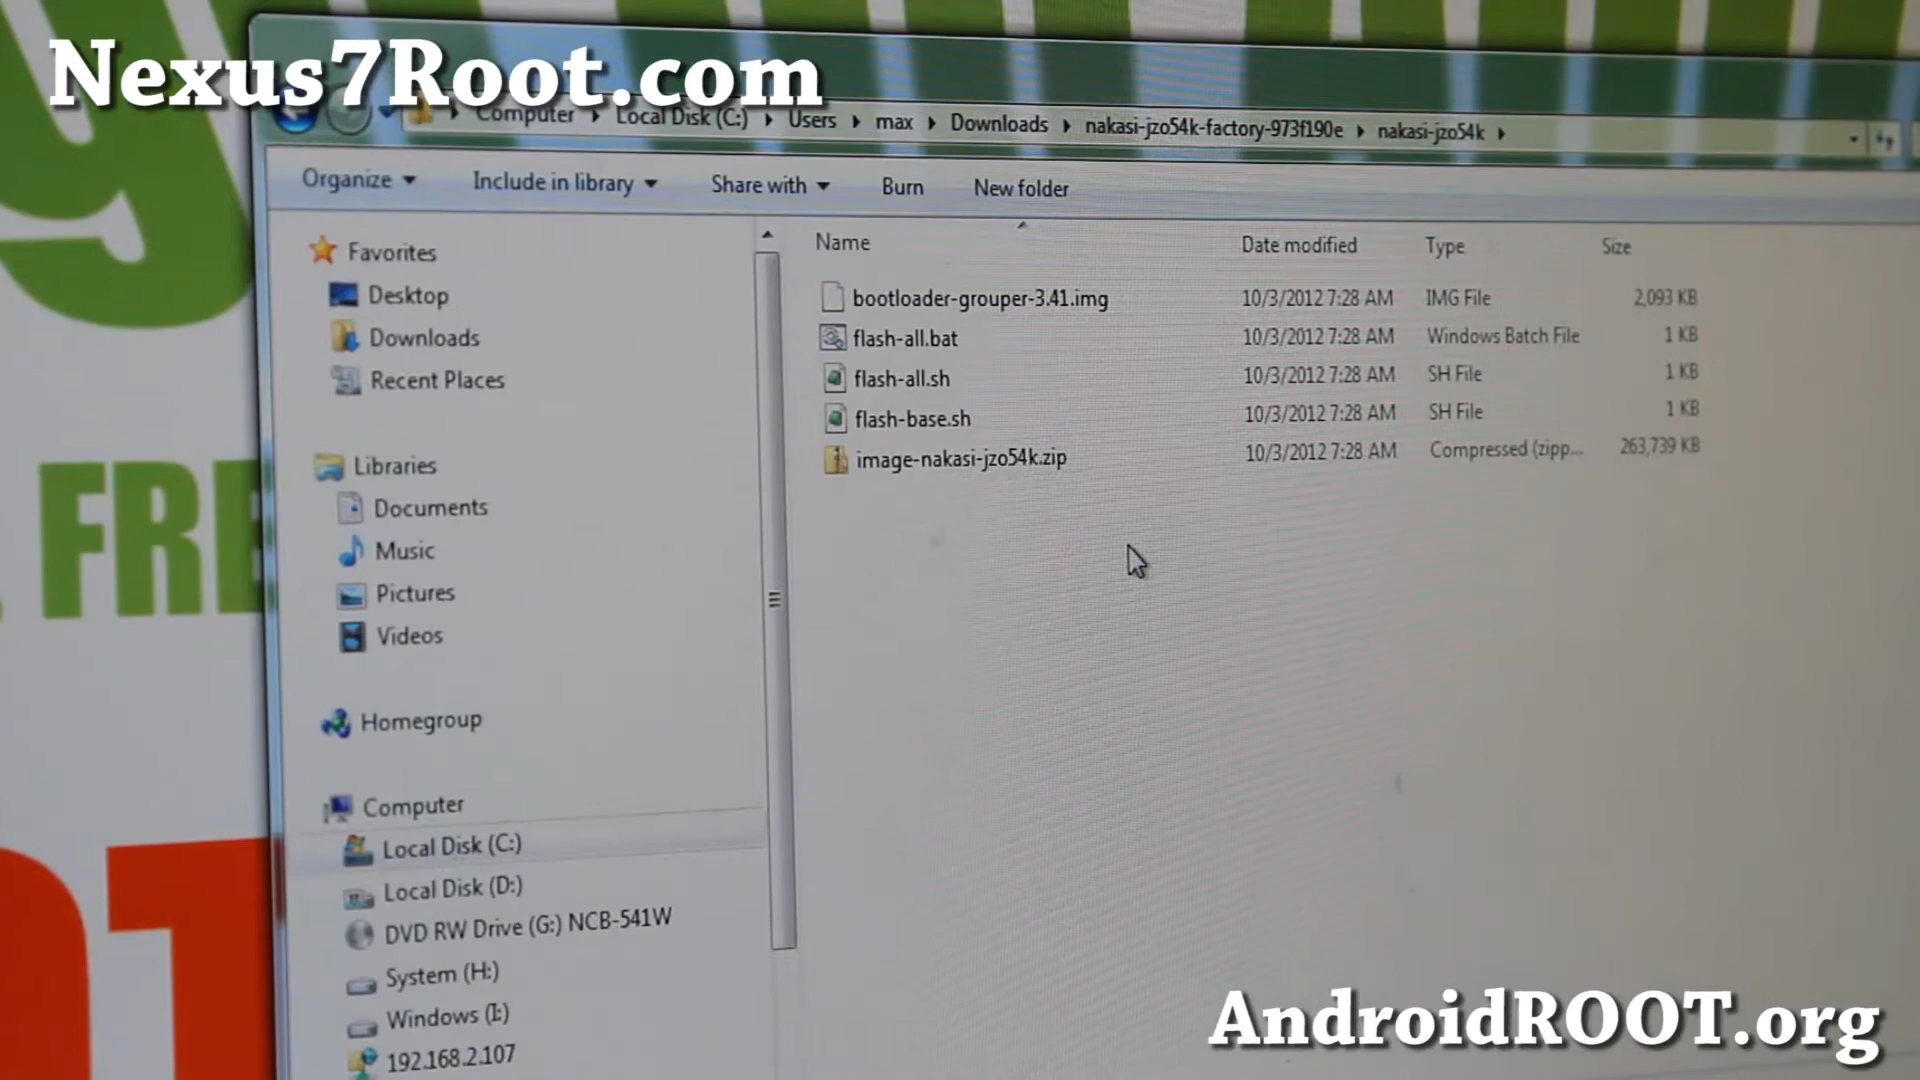 Nexus7Root.com
Computer Local Disk (C:) Users max Downloads nakasi-jzo54k-factory-973f190e nakasi-jzo54k
Organize Include in library Share with Burn New folder
Name Date modified Type Size
Favorites
Desktop
Downloads
Recent Places
Libraries
Documents
Music
Pictures
Videos
Homegroup
Computer
Local Disk (C:)
Local Disk (D:)
DVD RW Drive (G:) NCB-541W
System (H:)
Windows (I:)
192.168.2.107
bootloader-grouper-3.41.img 10/3/2012 7:28 AM IMG File 2,093 KB
flash-all.bat 10/3/2012 7:28 AM Windows Batch File 1 KB
flash-all.sh 10/3/2012 7:28 AM SH File 1 KB
flash-base.sh 10/3/2012 7:28 AM SH File 1 KB
image-nakasi-jzo54k.zip 10/3/2012 7:28 AM Compressed (zipp... 263,739 KB
FRE
AndroidROOT.org